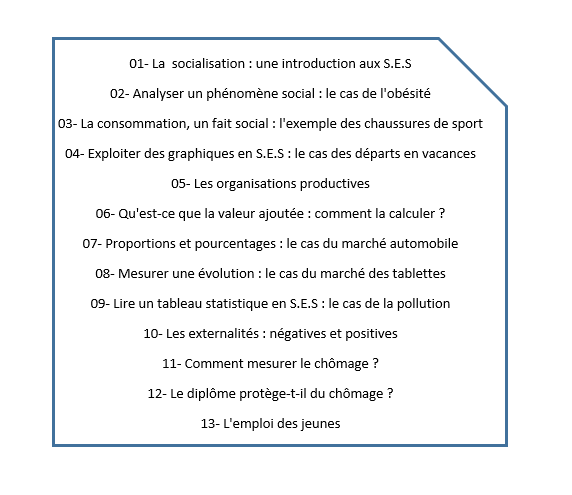 01- La socialisation : une introduction aux S.E.S
02- Analyser un phénomène social : le cas de l'obésité
03- La consommation, un fait social : l'exemple des chaussures de sport
04- Exploiter des graphiques en S.E.S : le cas des départs en vacances
05- Les organisations productives
06- Qu'est-ce que la valeur ajoutée : comment la calculer ?
07- Proportions et pourcentages : le cas du marché automobile
08- Mesurer une évolution : le cas du marché des tablettes
09- Lire un tableau statistique en S.E.S : le cas de la pollution
10- Les externalités : négatives et positives
11- Comment mesurer le chômage ?
12- Le diplôme protège-t-il du chômage ?
13- L'emploi des jeunes